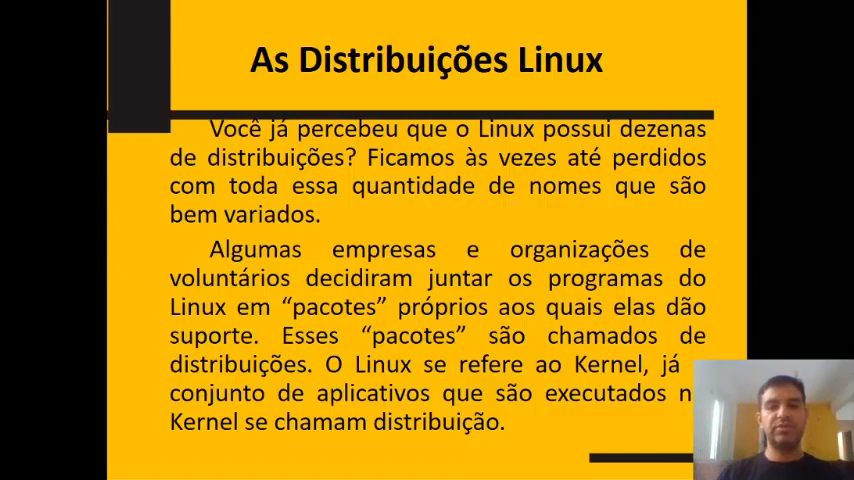 As Distribuições Linux
Você já percebeu que o Linux possui dezenas
de distribuições? Ficamos às vezes até perdidos
com toda essa quantidade de nomes que são
bem variados.
Algumas empresas e organizações de
voluntários decidiram juntar os programas do
Linux em “pacotes” próprios aos quais elas dão
suporte. Esses “pacotes” são chamados de
distribuições. O Linux se refere ao Kernel, já
conjunto de aplicativos que são executados
Kernel se chamam distribuição.